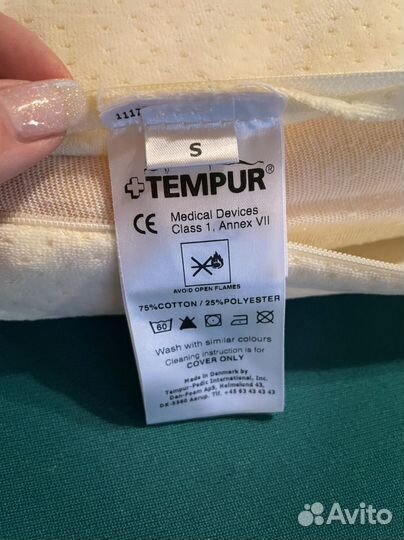 1117
S
TEMPUR®
CE Medical Devices
Class 1, Annex VII
AVOID OPEN FLAMES
75%COTTON / 25%POLYESTER
60
Wash with similar colours
Cleaning instruction is for
COVER ONLY
Made in Denmark by
Tempur-Pedic International, Inc.
Dan-Foam ApS, Holmelund 43,
DK-5560 Aarup. Tlf. +45 63 43 43 43
Avito